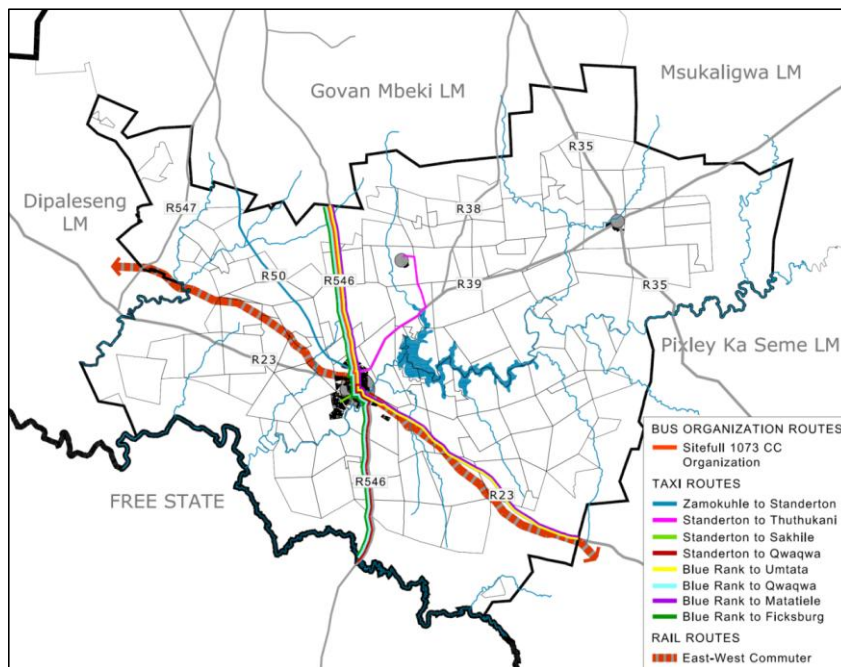 Msukaligwa LM
Govan Mbeki LM
R35
Dipaleseng
LM
R547
R38
R50
R546
R39
R35
Pixley Ka Seme LM
R23
FREE STATE
R546
R23
BUS ORGANIZATION ROUTES
Sitefull 1073 CC
Organization
TAXI ROUTES
Zamokuhle to Standerton
Standerton to Thuthukani
Standerton to Sakhile
Standerton to Qwaqwa
Blue Rank to Umtata
Blue Rank to Qwaqwa
Blue Rank to Matatiele
Blue Rank to Ficksburg
RAIL ROUTES
East-West Commuter